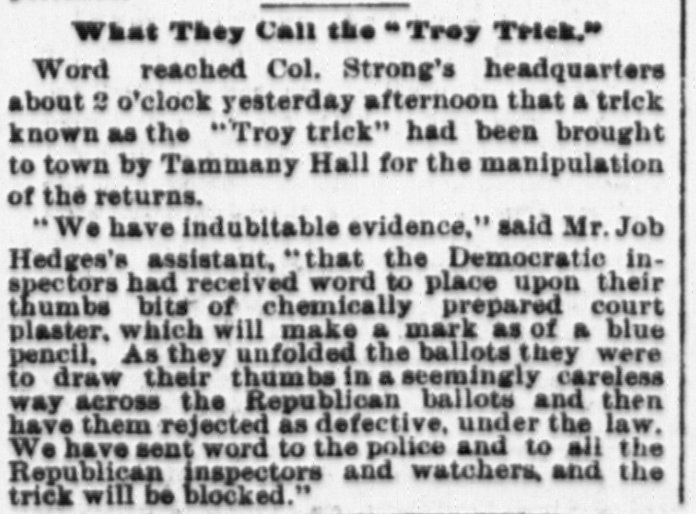 What They Call the "Troy Trick."
Word reached Col. Strong's headquarters
about 2 o'clock yesterday afternoon that a trick
known as the "Troy trick" had been brought
to town by Tammany Hall for the manipulation
of the returns.
"We have indubitable evidence," said Mr. Job
Hedges's assistant, "that the Democratic in-
spectors had received word to place upon their
thumbs bits of chemically prepared court
plaster, which will make a mark as of a blue
pencil. As they unfolded the ballots they were
to draw their thumbs in a seemingly careless
way across the Republican ballots and then
have them rejected as defective, under the law.
We have sent word to the police and to all the
Republican inspectors and watchers, and the
trick will be blocked."